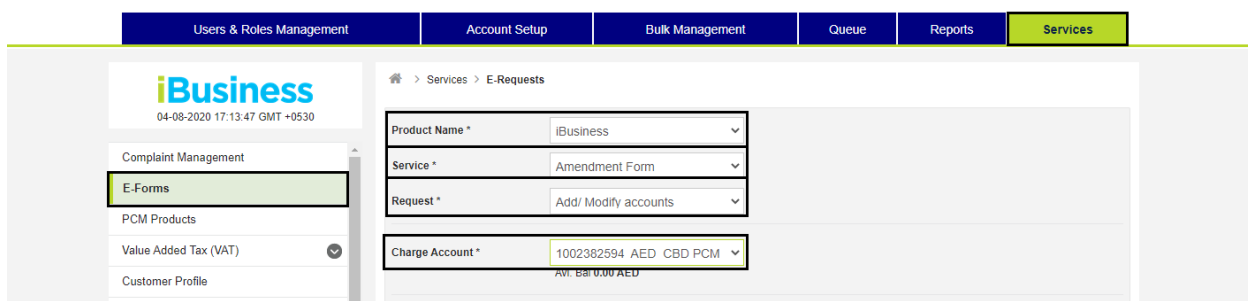 Users & Roles Management Account Setup Bulk Management Queue Reports Services
iBusiness
04-08-2020 17:13:47 GMT +0530
Complaint Management
E-Forms
PCM Products
Value Added Tax (VAT)
Customer Profile
> Services > E-Requests
Product Name * iBusiness
Service * Amendment Form
Request * Add/ Modify accounts
Charge Account * 1002382594 AED CBD PCM
Avl. Bal 0.00 AED